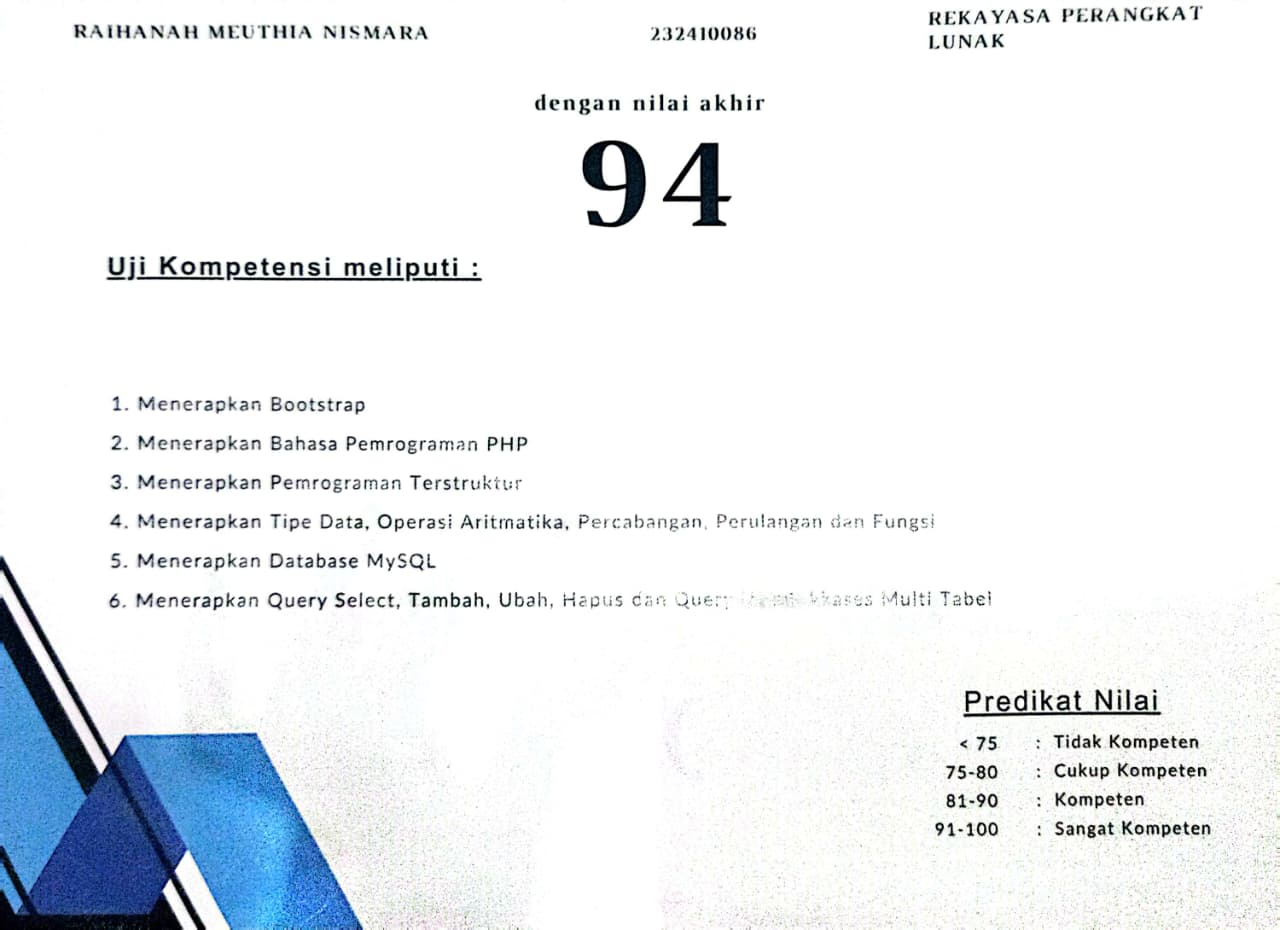 RAIHANAH MEUTHIA NISMARA 232410086 REKAYASA PERANGKAT
LUNAK
dengan nilai akhir
94
Uji Kompetensi meliputi :
1. Menerapkan Bootstrap
2. Menerapkan Bahasa Pemrograman PHP
3. Menerapkan Pemrograman Terstruktur
4. Menerapkan Tipe Data, Operasi Aritmatika, Percabangan, Perulangan dan Fungsi
5. Menerapkan Database MySQL
6. Menerapkan Query Select, Tambah, Ubah, Hapus dan Query Multi Tabel
Predikat Nilai
< 75 : Tidak Kompeten
75-80 : Cukup Kompeten
81-90 : Kompeten
91-100 : Sangat Kompeten